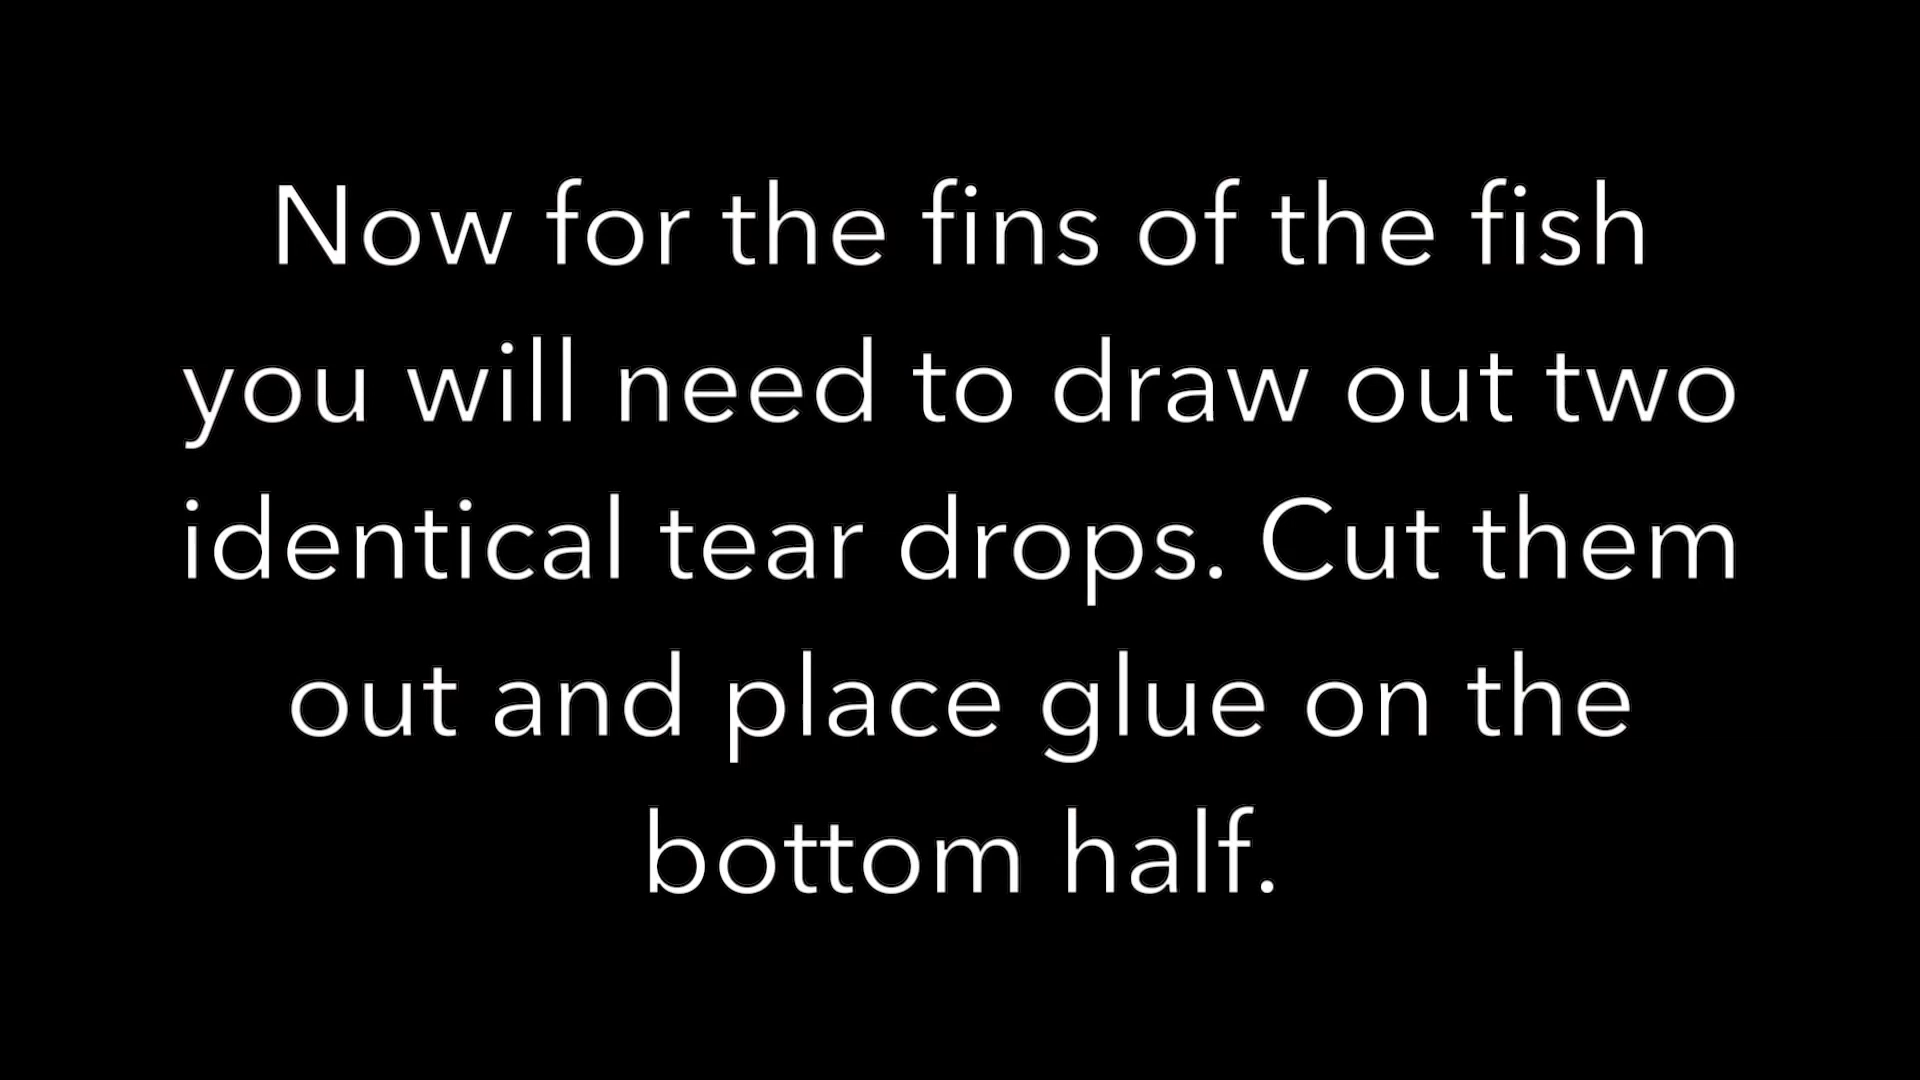 Now for the fins of the fish
you will need to draw out two
identical tear drops. Cut them
out and place glue on the
bottom half.